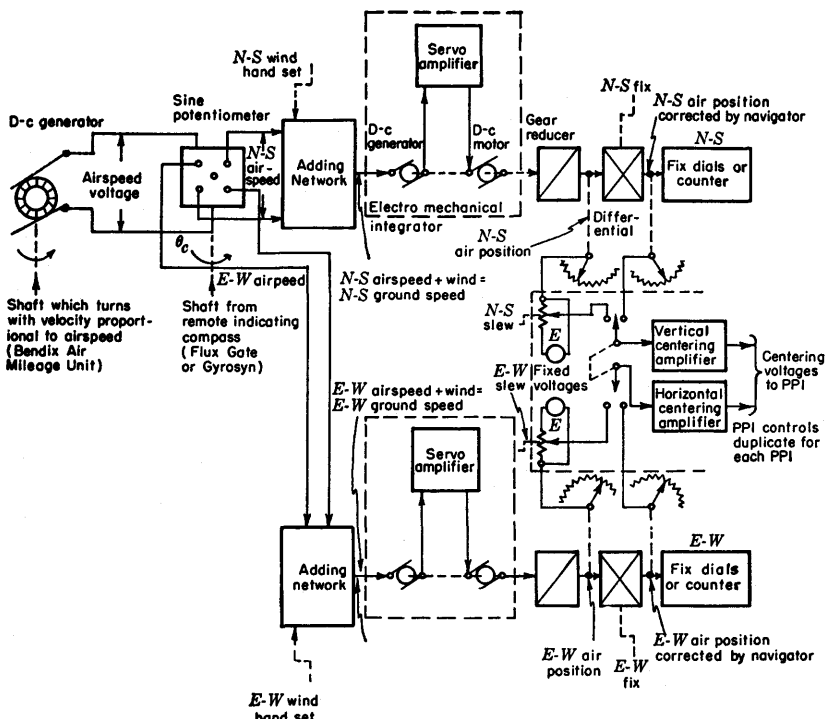 N-S wind
hand set
Servo
amplifier
N-S fix
N-S air position
corrected by navigator
D-c generator
Sine
potentiometer
D-c
generator
D-c
motor
Gear
reducer
N-S
Airspeed
voltage
N-S
air-
speed
Adding
Network
Fix dials or
counter
Electro mechanical
integrator
Differ-
ential
N-S
air position
θc
E-W airpeed
N-S airspeed + wind =
N-S ground speed
Shaft which turns
with velocity proport-
ional to airspeed
(Bendix Air
Mileage Unit)
Shaft from
remote indicating
compass
(Flux Gate
or Gyrosyn)
N-S
slew
E
Vertical
centering
amplifier
Centering
voltages
to PPI
E-W
slew
Fixed
voltages
E
Horizontal
centering
amplifier
E-W airspeed + wind =
E-W ground speed
PPI controls
duplicate for
each PPI
Servo
amplifier
E-W
Adding
network
Fix dials
or counter
E-W air
position
E-W
fix
E-W air position
corrected by navigator
E-W wind
hand set